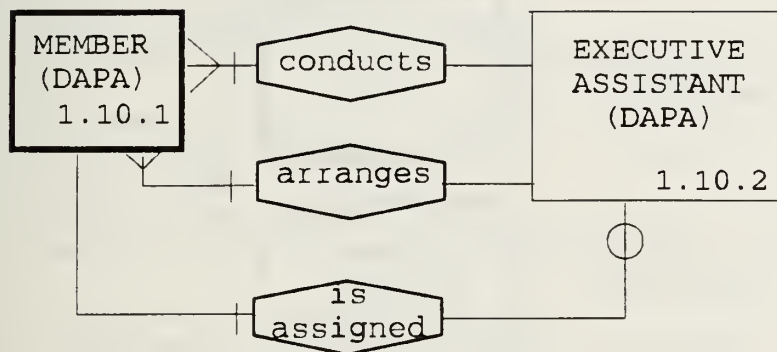 MEMBER
(DAPA)
1.10.1
conducts
EXECUTIVE
ASSISTANT
(DAPA)
1.10.2
arranges
is
assigned